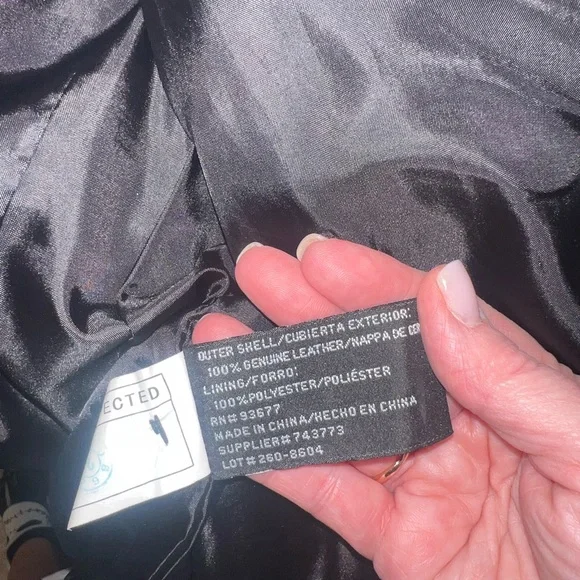 OUTER SHELL/CUBIERTA EXTERIOR:
100% GENUINE LEATHER/NAPPA DE
LINING/FORRO:
100%POLYESTER/POLIÉSTER
RN#93677
MADE IN CHINA/HECHO EN CHINA
SUPPLIER#743773
LOT#260-8604
ECTED